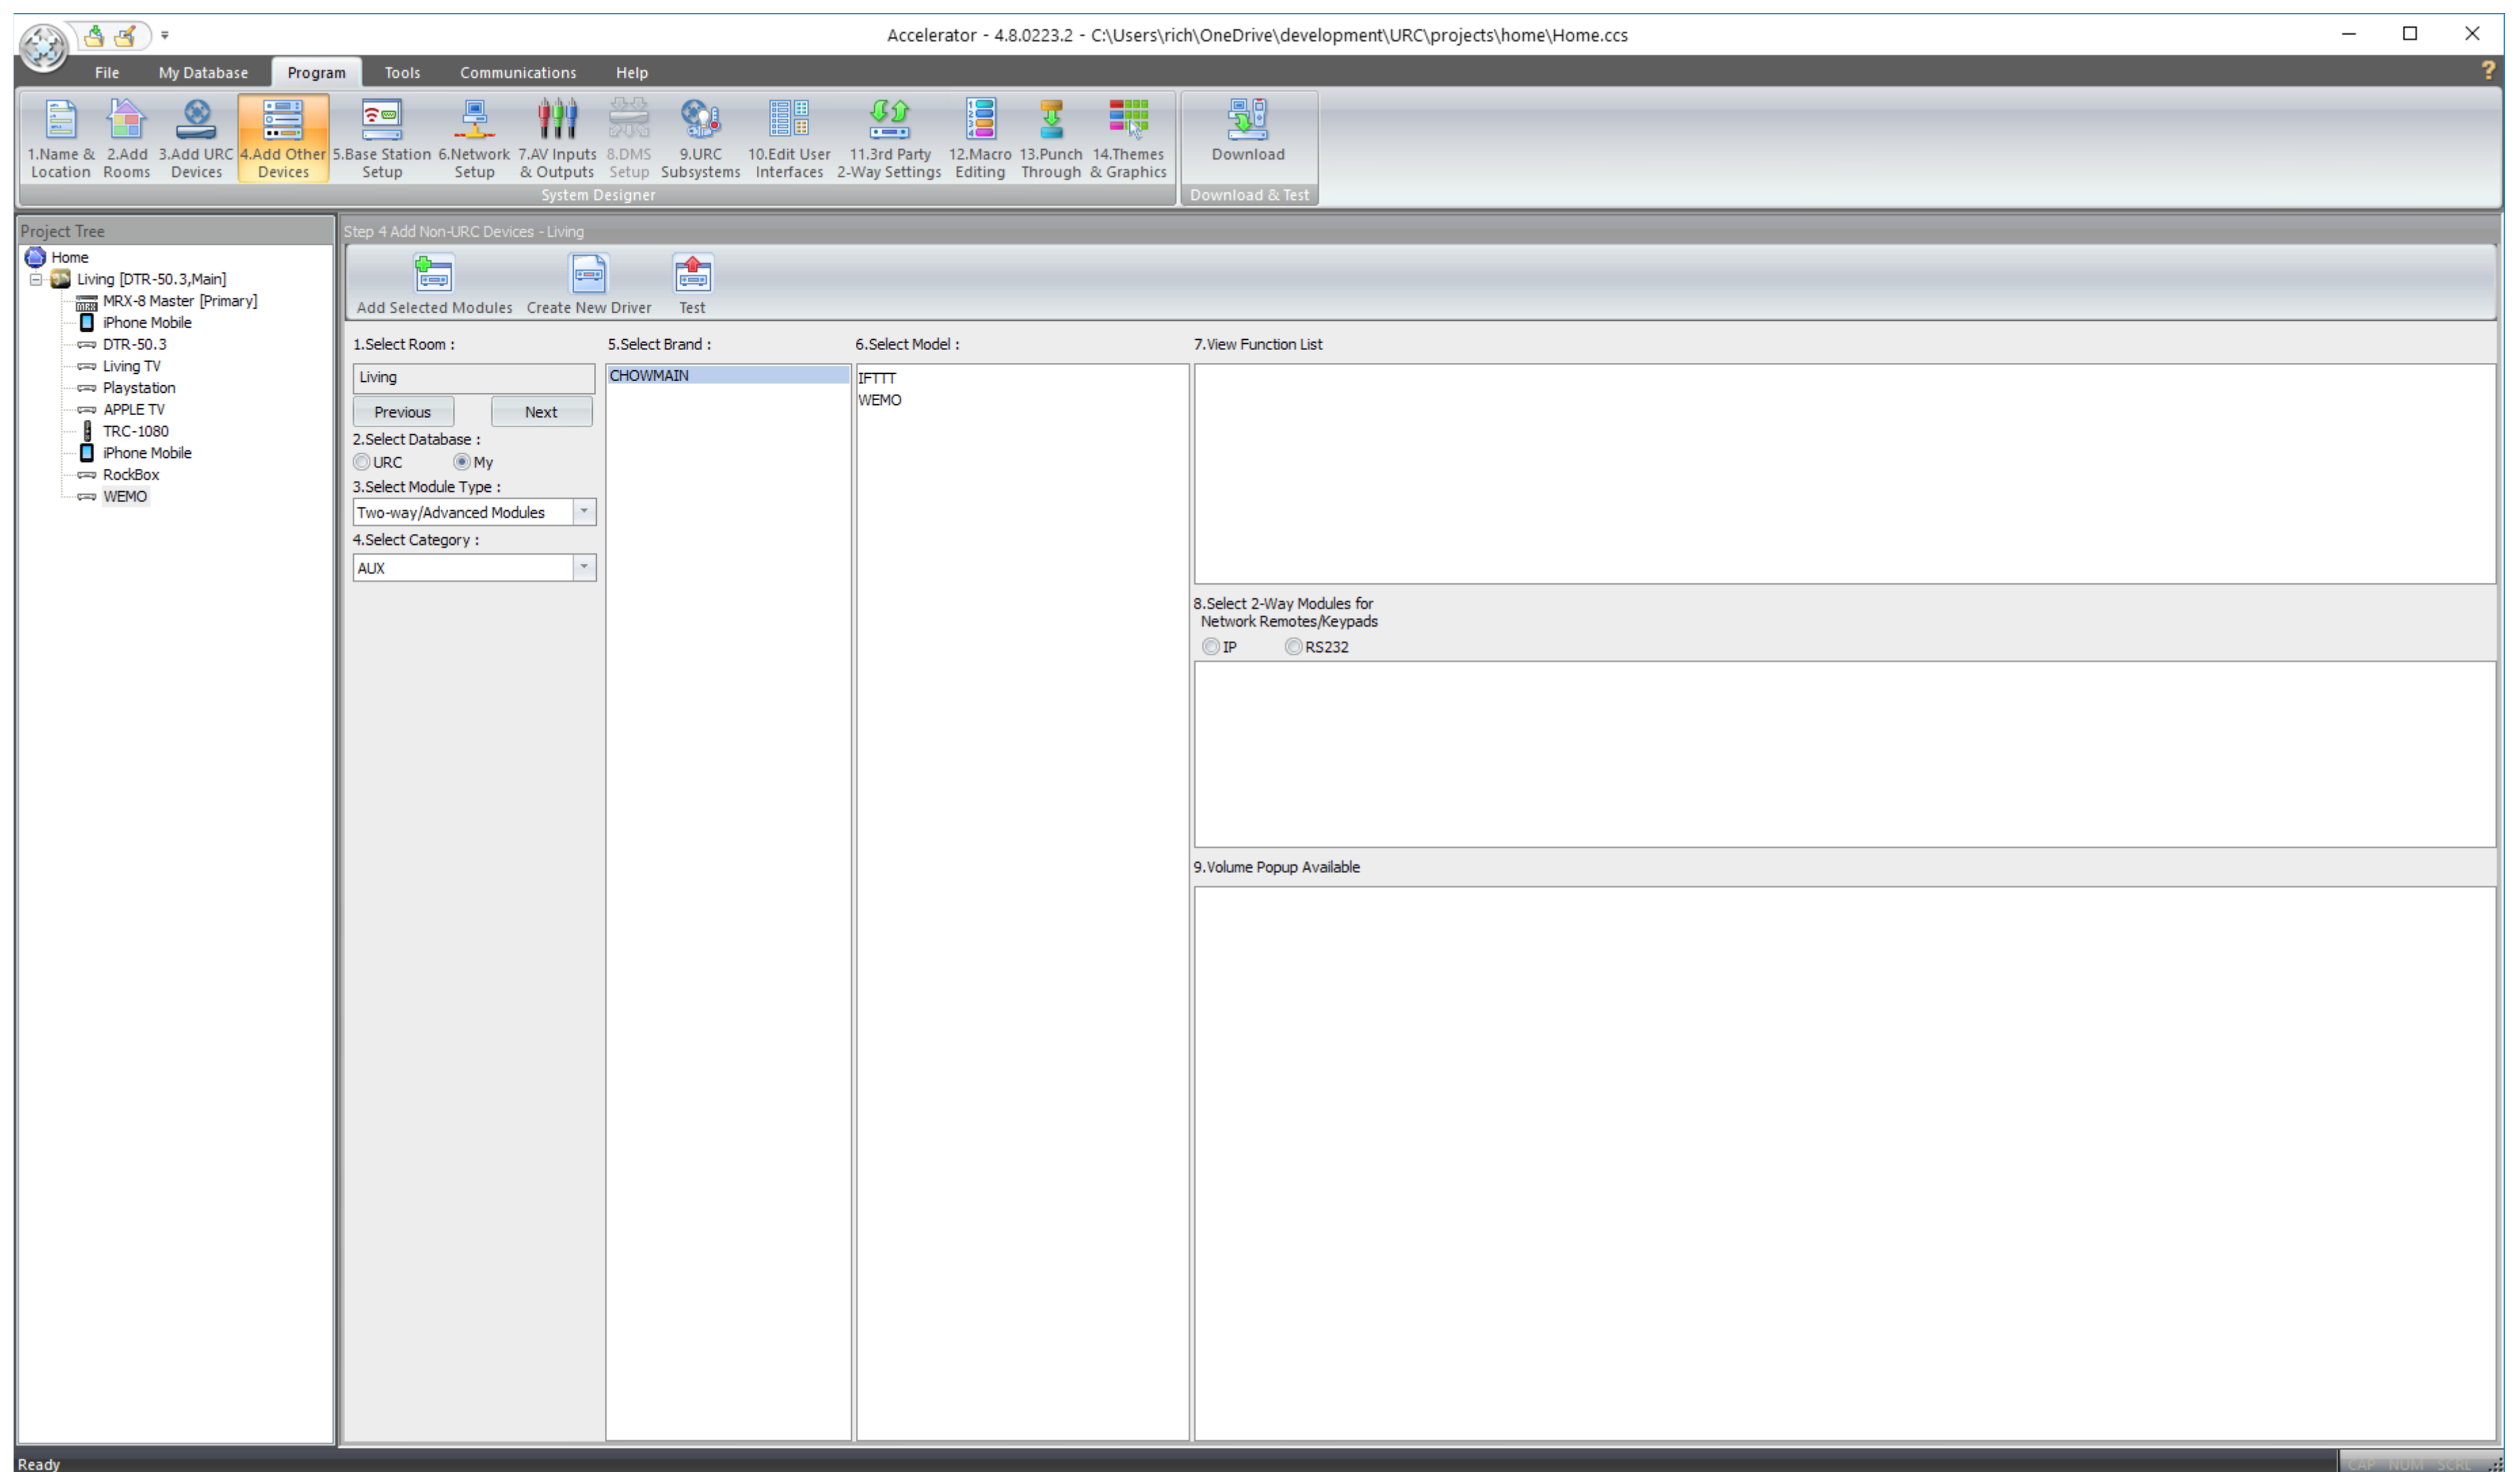 Accelerator - 4.8.0223.2 - C:\Users\rich\OneDrive\development\URC\projects\home\Home.ccs
File My Database Program Tools Communications Help
?
1.Name & Location
2.Add Rooms
3.Add URC Devices
4.Add Other Devices
5.Base Station Setup
6.Network Setup
7.AV Inputs & Outputs
8.DMS Setup
9.URC Subsystems
10.Edit User Interfaces
11.3rd Party 2-Way Settings
12.Macro Editing
13.Punch Through
14.Themes & Graphics
Download
System Designer
Download & Test
Project Tree
Home
Living [DTR-50.3,Main]
MRX-8 Master [Primary]
iPhone Mobile
DTR-50.3
Living TV
Playstation
APPLE TV
TRC-1080
iPhone Mobile
RockBox
WEMO
Step 4 Add Non-URC Devices - Living
Add Selected Modules
Create New Driver
Test
1.Select Room :
Living
Previous
Next
2.Select Database :
URC
My
3.Select Module Type :
Two-way/Advanced Modules
4.Select Category :
AUX
5.Select Brand :
CHOWMAIN
6.Select Model :
IFTTT
WEMO
7.View Function List
8.Select 2-Way Modules for
Network Remotes/Keypads
IP
RS232
9.Volume Popup Available
Ready
CAP NUM SCRL